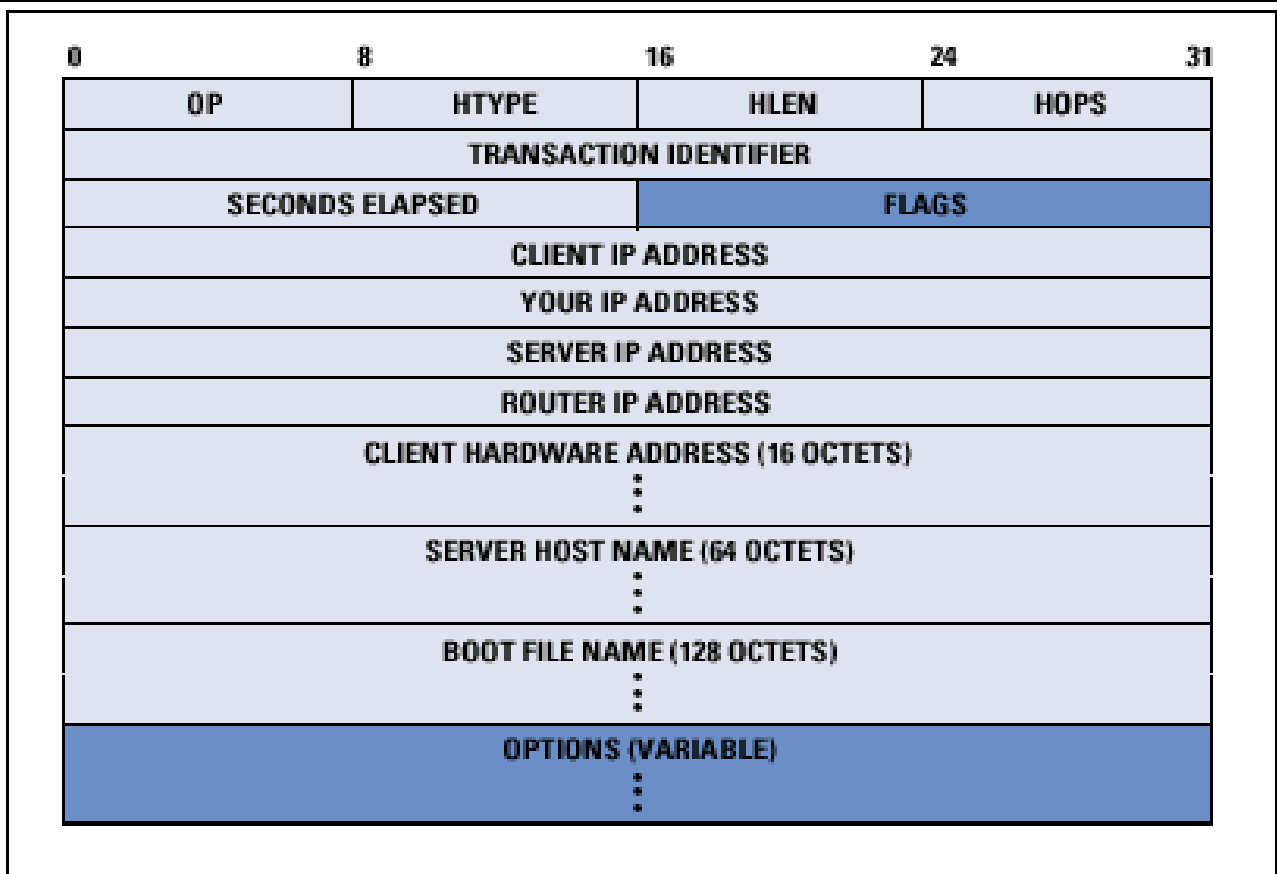 0 8 16 24 31
OP HTYPE HLEN HOPS
TRANSACTION IDENTIFIER
SECONDS ELAPSED FLAGS
CLIENT IP ADDRESS
YOUR IP ADDRESS
SERVER IP ADDRESS
ROUTER IP ADDRESS
CLIENT HARDWARE ADDRESS (16 OCTETS)
SERVER HOST NAME (64 OCTETS)
BOOT FILE NAME (128 OCTETS)
OPTIONS (VARIABLE)